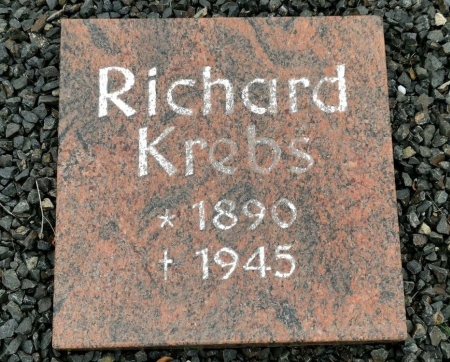 Richard
Krebs
* 1890
† 1945